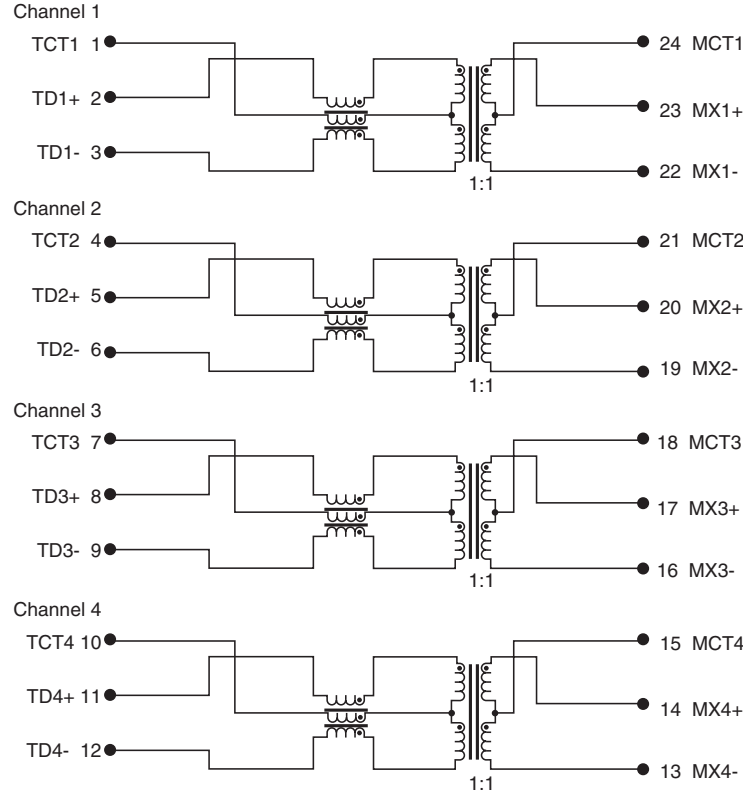 Channel 1
TCT1 1
24 MCT1
TD1+ 2
23 MX1+
TD1- 3
22 MX1-
1:1
Channel 2
TCT2 4
21 MCT2
TD2+ 5
20 MX2+
TD2- 6
19 MX2-
1:1
Channel 3
TCT3 7
18 MCT3
TD3+ 8
17 MX3+
TD3- 9
16 MX3-
1:1
Channel 4
TCT4 10
15 MCT4
TD4+ 11
14 MX4+
TD4- 12
13 MX4-
1:1